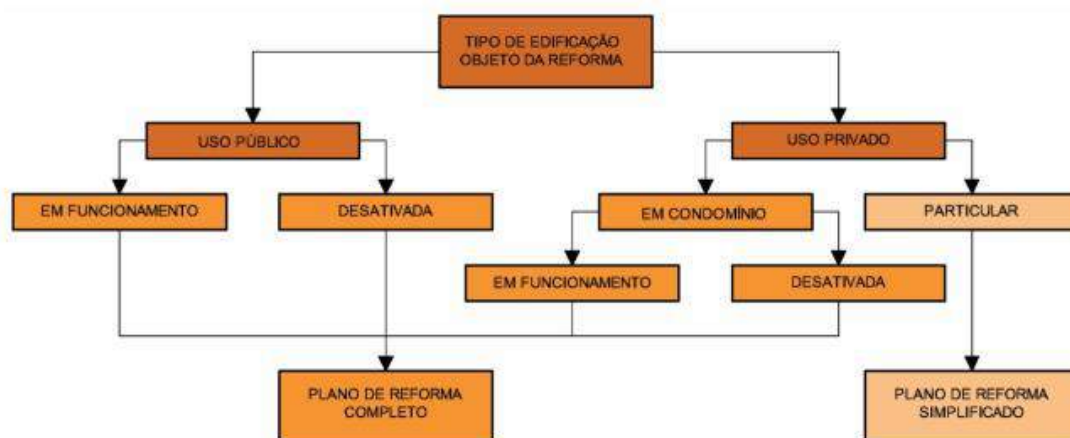 TIPO DE EDIFICAÇÃO
OBJETO DA REFORMA
USO PÚBLICO
USO PRIVADO
EM FUNCIONAMENTO
DESATIVADA
EM CONDOMÍNIO
PARTICULAR
EM FUNCIONAMENTO
DESATIVADA
PLANO DE REFORMA
COMPLETO
PLANO DE REFORMA
SIMPLIFICADO